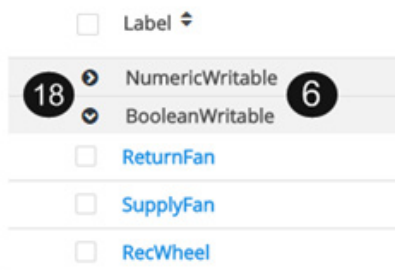 Label
NumericWritable
18 6
BooleanWritable
ReturnFan
SupplyFan
RecWheel